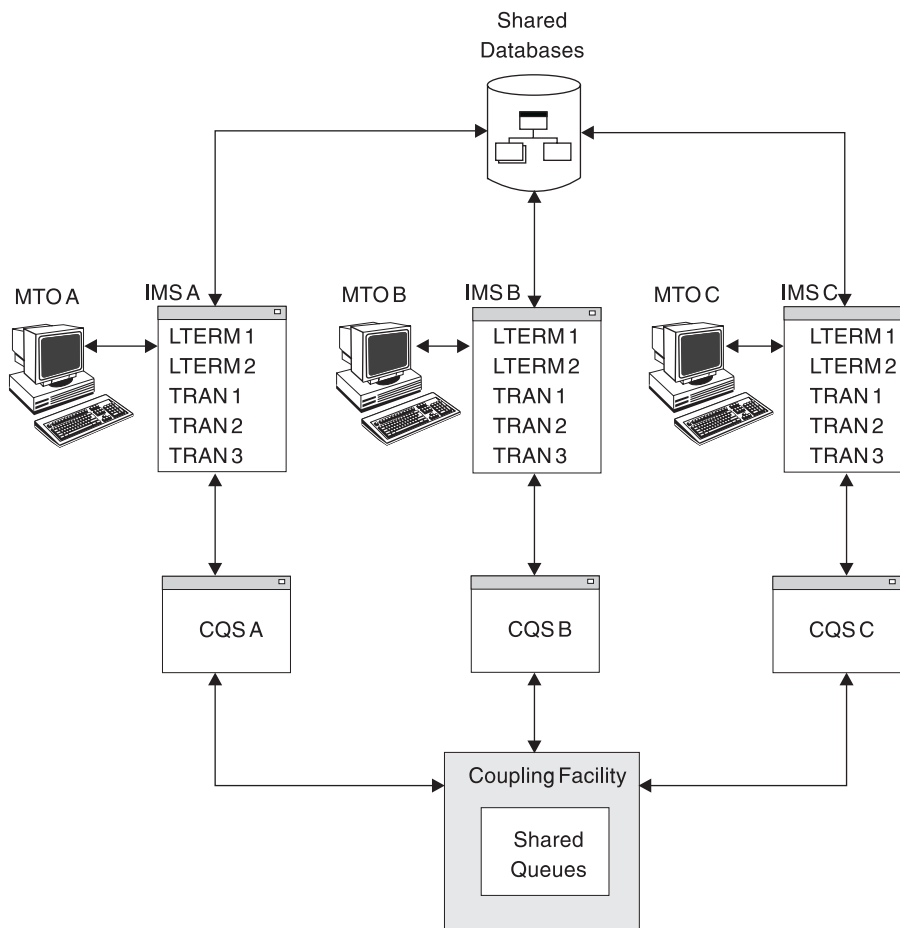 Shared
Databases
MTO A
IMS A
LTERM 1
LTERM 2
TRAN 1
TRAN 2
TRAN 3
MTO B
IMS B
LTERM 1
LTERM 2
TRAN 1
TRAN 2
TRAN 3
MTO C
IMS C
LTERM 1
LTERM 2
TRAN 1
TRAN 2
TRAN 3
CQS A
CQS B
CQS C
Coupling Facility
Shared
Queues